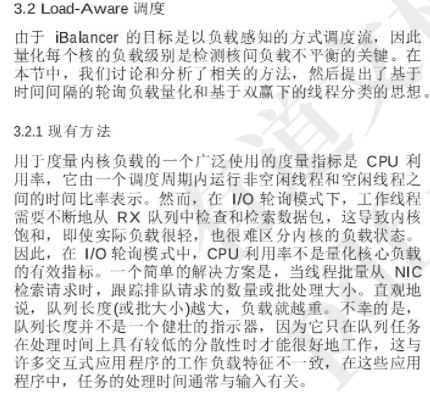 3.2 Load-Aware 调度
由于 iBalancer 的目标是以负载感知的方式调度流，因此
量化每个核的负载级别是检测核间负载不平衡的关键。在
本节中，我们讨论和分析了相关的方法，然后提出了基于
时间间隔的轮询负载量化和基于双赢下的线程分类的思想。
3.2.1 现有方法
用于度量内核负载的一个广泛使用的度量指标是 CPU 利
用率，它由一个调度周期内运行非空闲线程和空闲线程之
间的时间比率表示。然而，在 I/O 轮询模式下，工作线程
需要不断地从 RX 队列中检查和检索数据包，这导致内核
饱和，即使实际负载很轻，也很难区分内核的负载状态。
因此，在 I/O 轮询模式中，CPU 利用率不是量化核心负载
的有效指标。一个简单的解决方案是，当线程批量从 NIC
检索请求时，跟踪排队请求的数量或批处理大小。直观地
说，队列长度(或批大小)越大，负载就越重。不幸的是，
队列长度并不是一个健壮的指示器，因为它只在队列任务
在处理时间上具有较低的分散性时才能很好地工作，这与
许多交互式应用程序的工作负载特征不一致，在这些应用
程序中，任务的处理时间通常与输入有关。